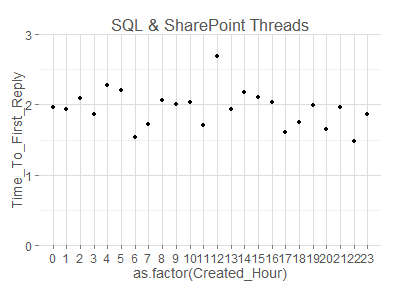 SQL & SharePoint Threads
Time_To_First_Reply
3
2
1
0
0 1 2 3 4 5 6 7 8 9 10 11 12 13 14 15 16 17 18 19 20 21 22 23
as.factor(Created_Hour)